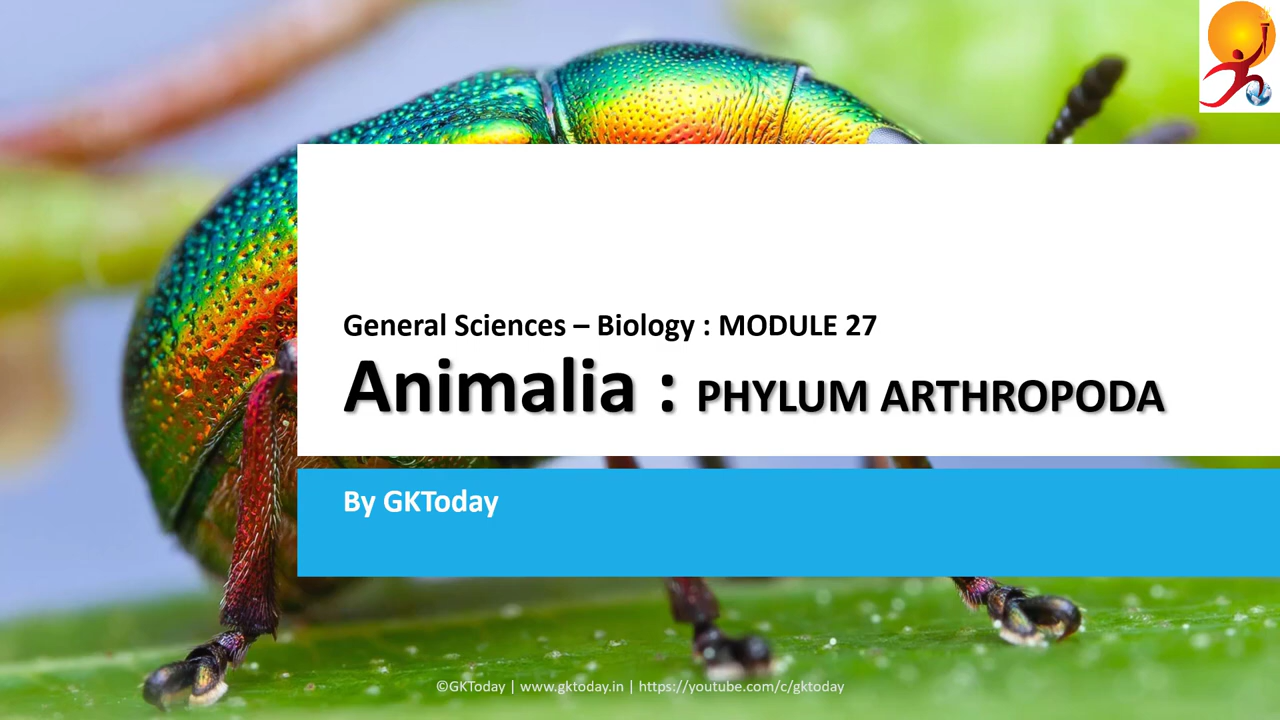 General Sciences – Biology : MODULE 27
Animalia : PHYLUM ARTHROPODA
By GKToday
©GKToday | www.gktoday.in | https://youtube.com/c/gktoday